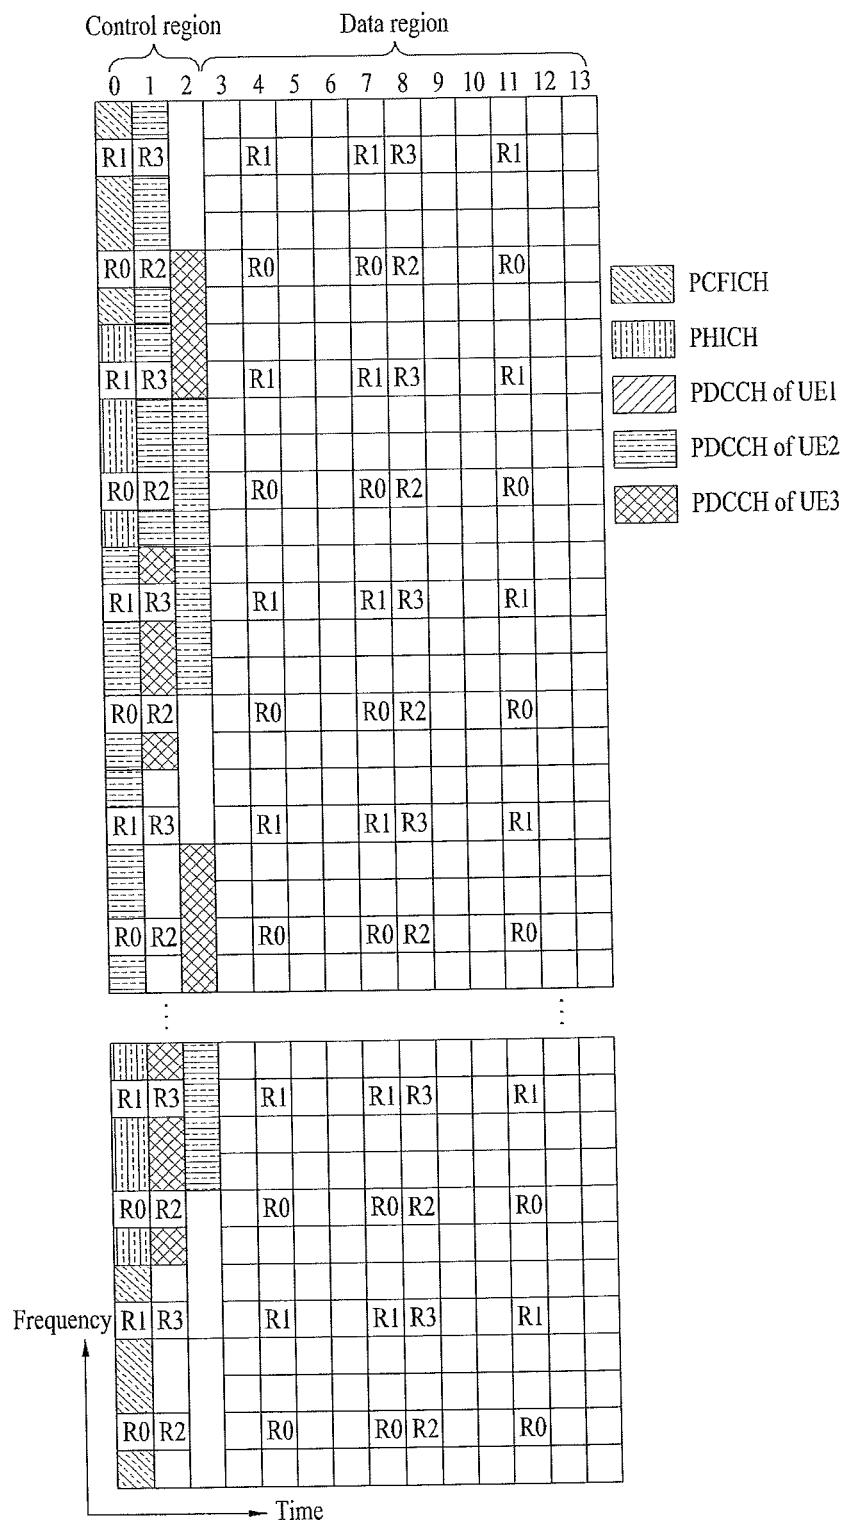 Control region Data region
0 1 2 3 4 5 6 7 8 9 10 11 12 13
R1 R3 R1 R1 R3 R1
R0 R2 R0 R0 R2 R0
PCFICH
PHICH
R1 R3 R1 R1 R3 R1
PDCCH of UE1
PDCCH of UE2
R0 R2 R0 R0 R2 R0
PDCCH of UE3
R1 R3 R1 R1 R3 R1
R0 R2 R0 R0 R2 R0
R1 R3 R1 R1 R3 R1
R0 R2 R0 R0 R2 R0
R1 R3 R1 R1 R3 R1
R0 R2 R0 R0 R2 R0
Frequency R1 R3 R1 R1 R3 R1
R0 R2 R0 R0 R2 R0
Time